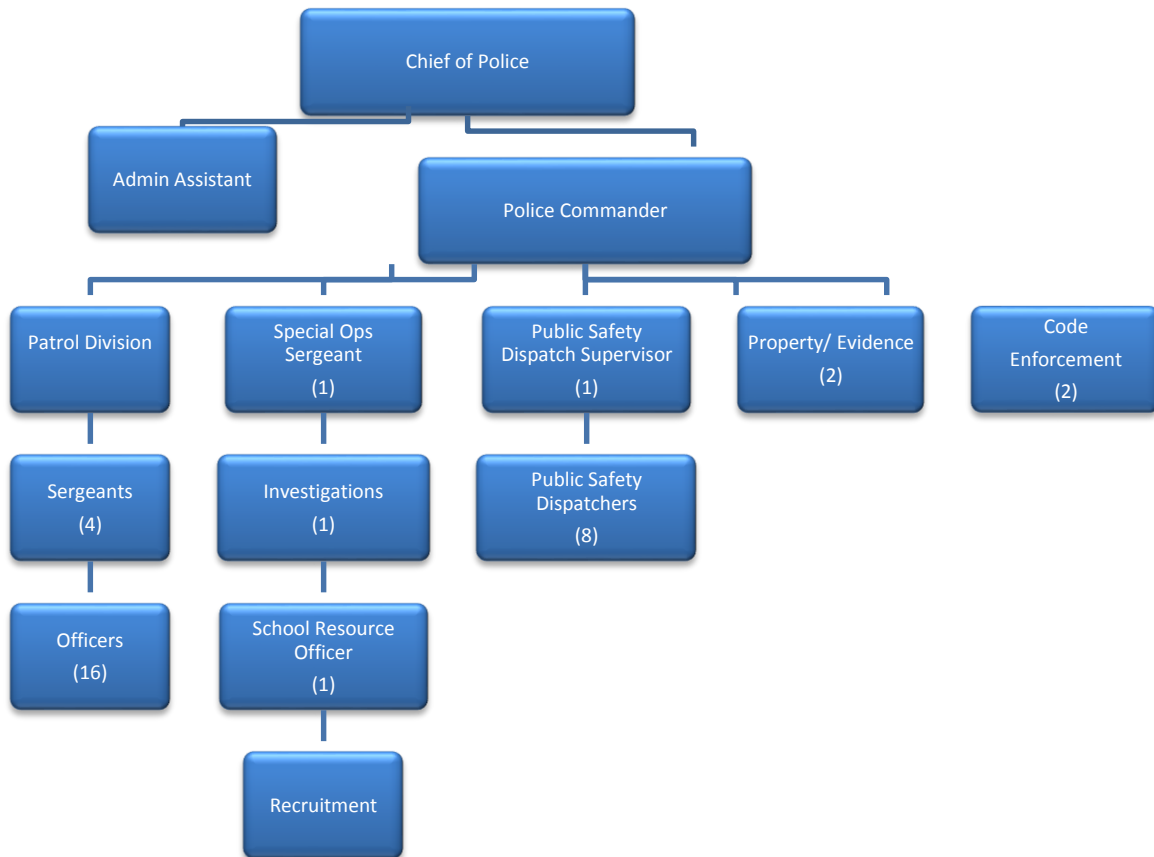 Chief of Police
Admin Assistant
Police Commander
Patrol Division
Special Ops
Sergeant
(1)
Public Safety
Dispatch Supervisor
(1)
Property/ Evidence
(2)
Code
Enforcement
(2)
Sergeants
(4)
Investigations
(1)
Public Safety
Dispatchers
(8)
Officers
(16)
School Resource
Officer
(1)
Recruitment